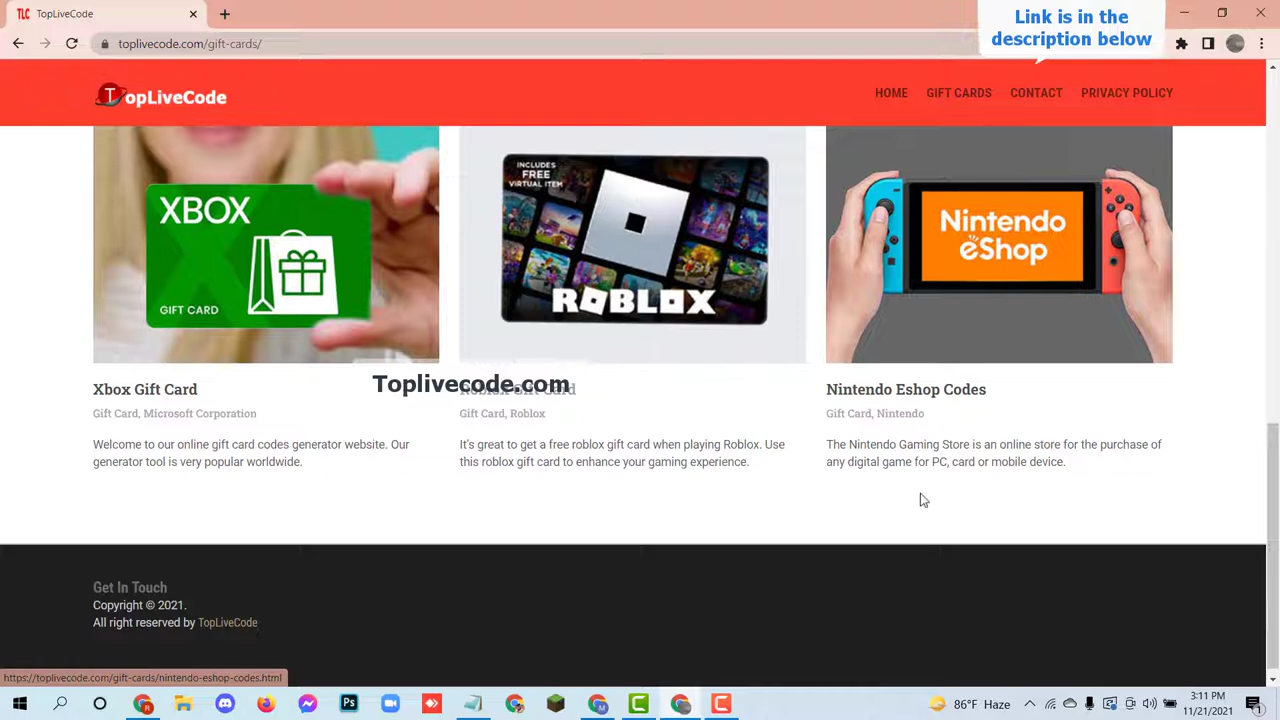 TLC TopLiveCode
Link is in the
description below
toplivecode.com/gift-cards/
TopLiveCode
HOME GIFT CARDS CONTACT PRIVACY POLICY
XBOX
GIFT CARD
INCLUDES
FREE
VIRTUAL ITEM
ROBLOX
Nintendo
eShop
Xbox Gift Card
Gift Card, Microsoft Corporation
Welcome to our online gift card codes generator website. Our
generator tool is very popular worldwide.
Toplivecode.com
Roblox Gift Card
Gift Card, Roblox
It's great to get a free roblox gift card when playing Roblox. Use
this roblox gift card to enhance your gaming experience.
Nintendo Eshop Codes
Gift Card, Nintendo
The Nintendo Gaming Store is an online store for the purchase of
any digital game for PC, card or mobile device.
Get In Touch
Copyright © 2021.
All right reserved by TopLiveCode
https://toplivecode.com/gift-cards/nintendo-eshop-codes.html
Ps
86°F Haze
3:11 PM
11/21/2021